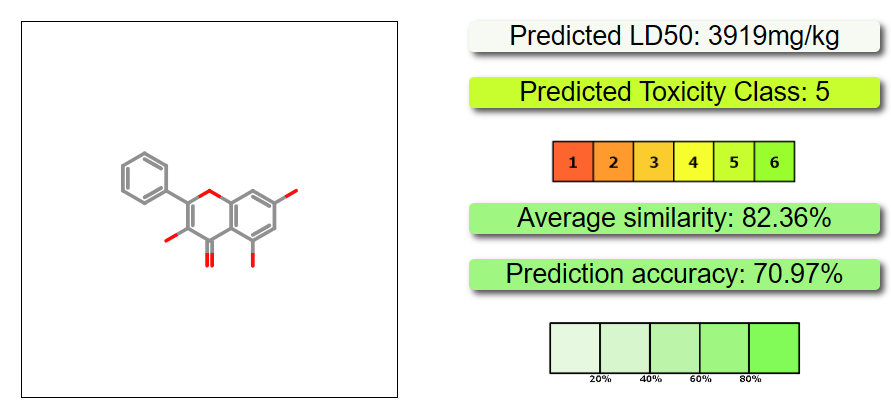 Predicted LD50: 3919mg/kg
Predicted Toxicity Class: 5
1 2 3 4 5 6
Average similarity: 82.36%
Prediction accuracy: 70.97%
20% 40% 60% 80%